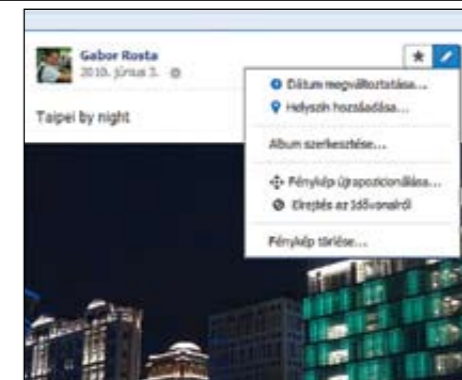 Gabor Rosta
2010. június 3.
Taipei by night
Dátum megváltoztatása...
Helyszín hozzáadása...
Album szerkesztése...
Fénykép újrapozicionálása...
Elrejtés az Idővonalról
Fénykép törlése...